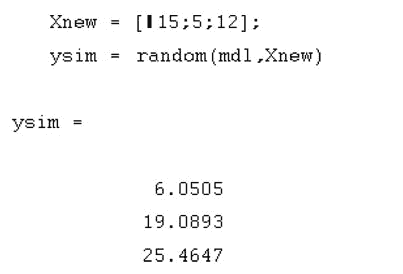 Xnew = [-15;5;12];
ysim = random(mdl,Xnew)
ysim =
6.0505
19.0893
25.4647